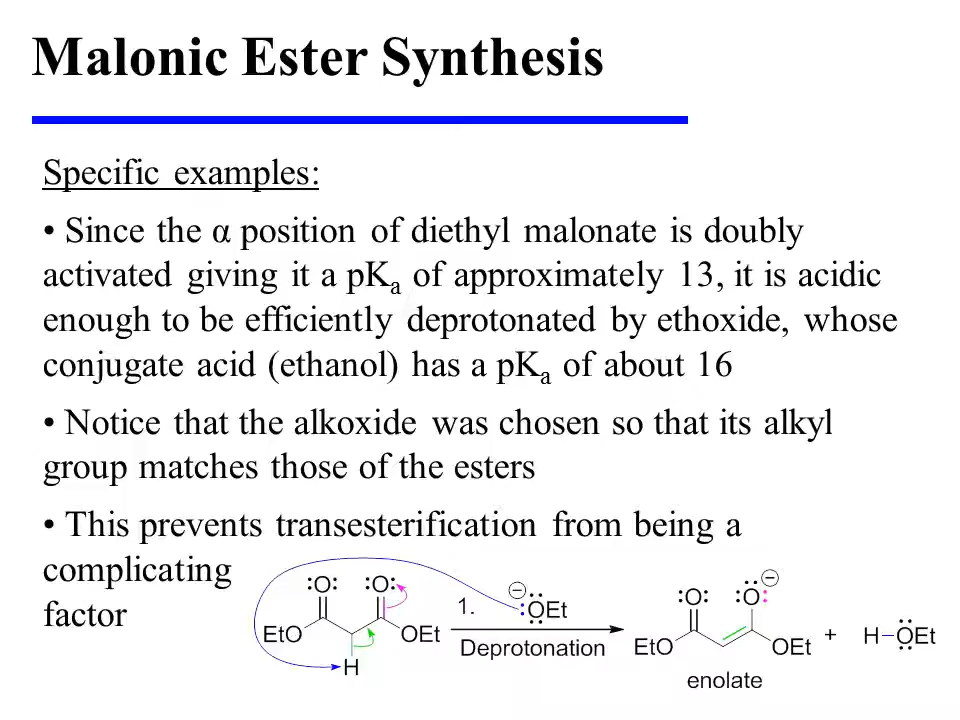 Malonic Ester Synthesis
Specific examples:
• Since the α position of diethyl malonate is doubly
activated giving it a pKa of approximately 13, it is acidic
enough to be efficiently deprotonated by ethoxide, whose
conjugate acid (ethanol) has a pKa of about 16
• Notice that the alkoxide was chosen so that its alkyl
group matches those of the esters
• This prevents transesterification from being a
complicating
factor
O O
EtO OEt
H
1. OEt
Deprotonation
O O
EtO OEt
enolate
+ H OEt